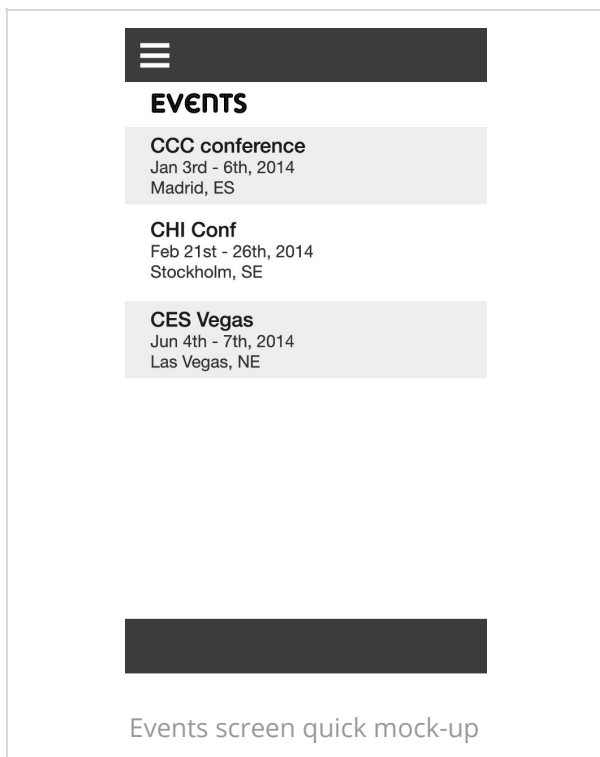 EVENTS
CCC conference
Jan 3rd - 6th, 2014
Madrid, ES
CHI Conf
Feb 21st - 26th, 2014
Stockholm, SE
CES Vegas
Jun 4th - 7th, 2014
Las Vegas, NE
Events screen quick mock-up